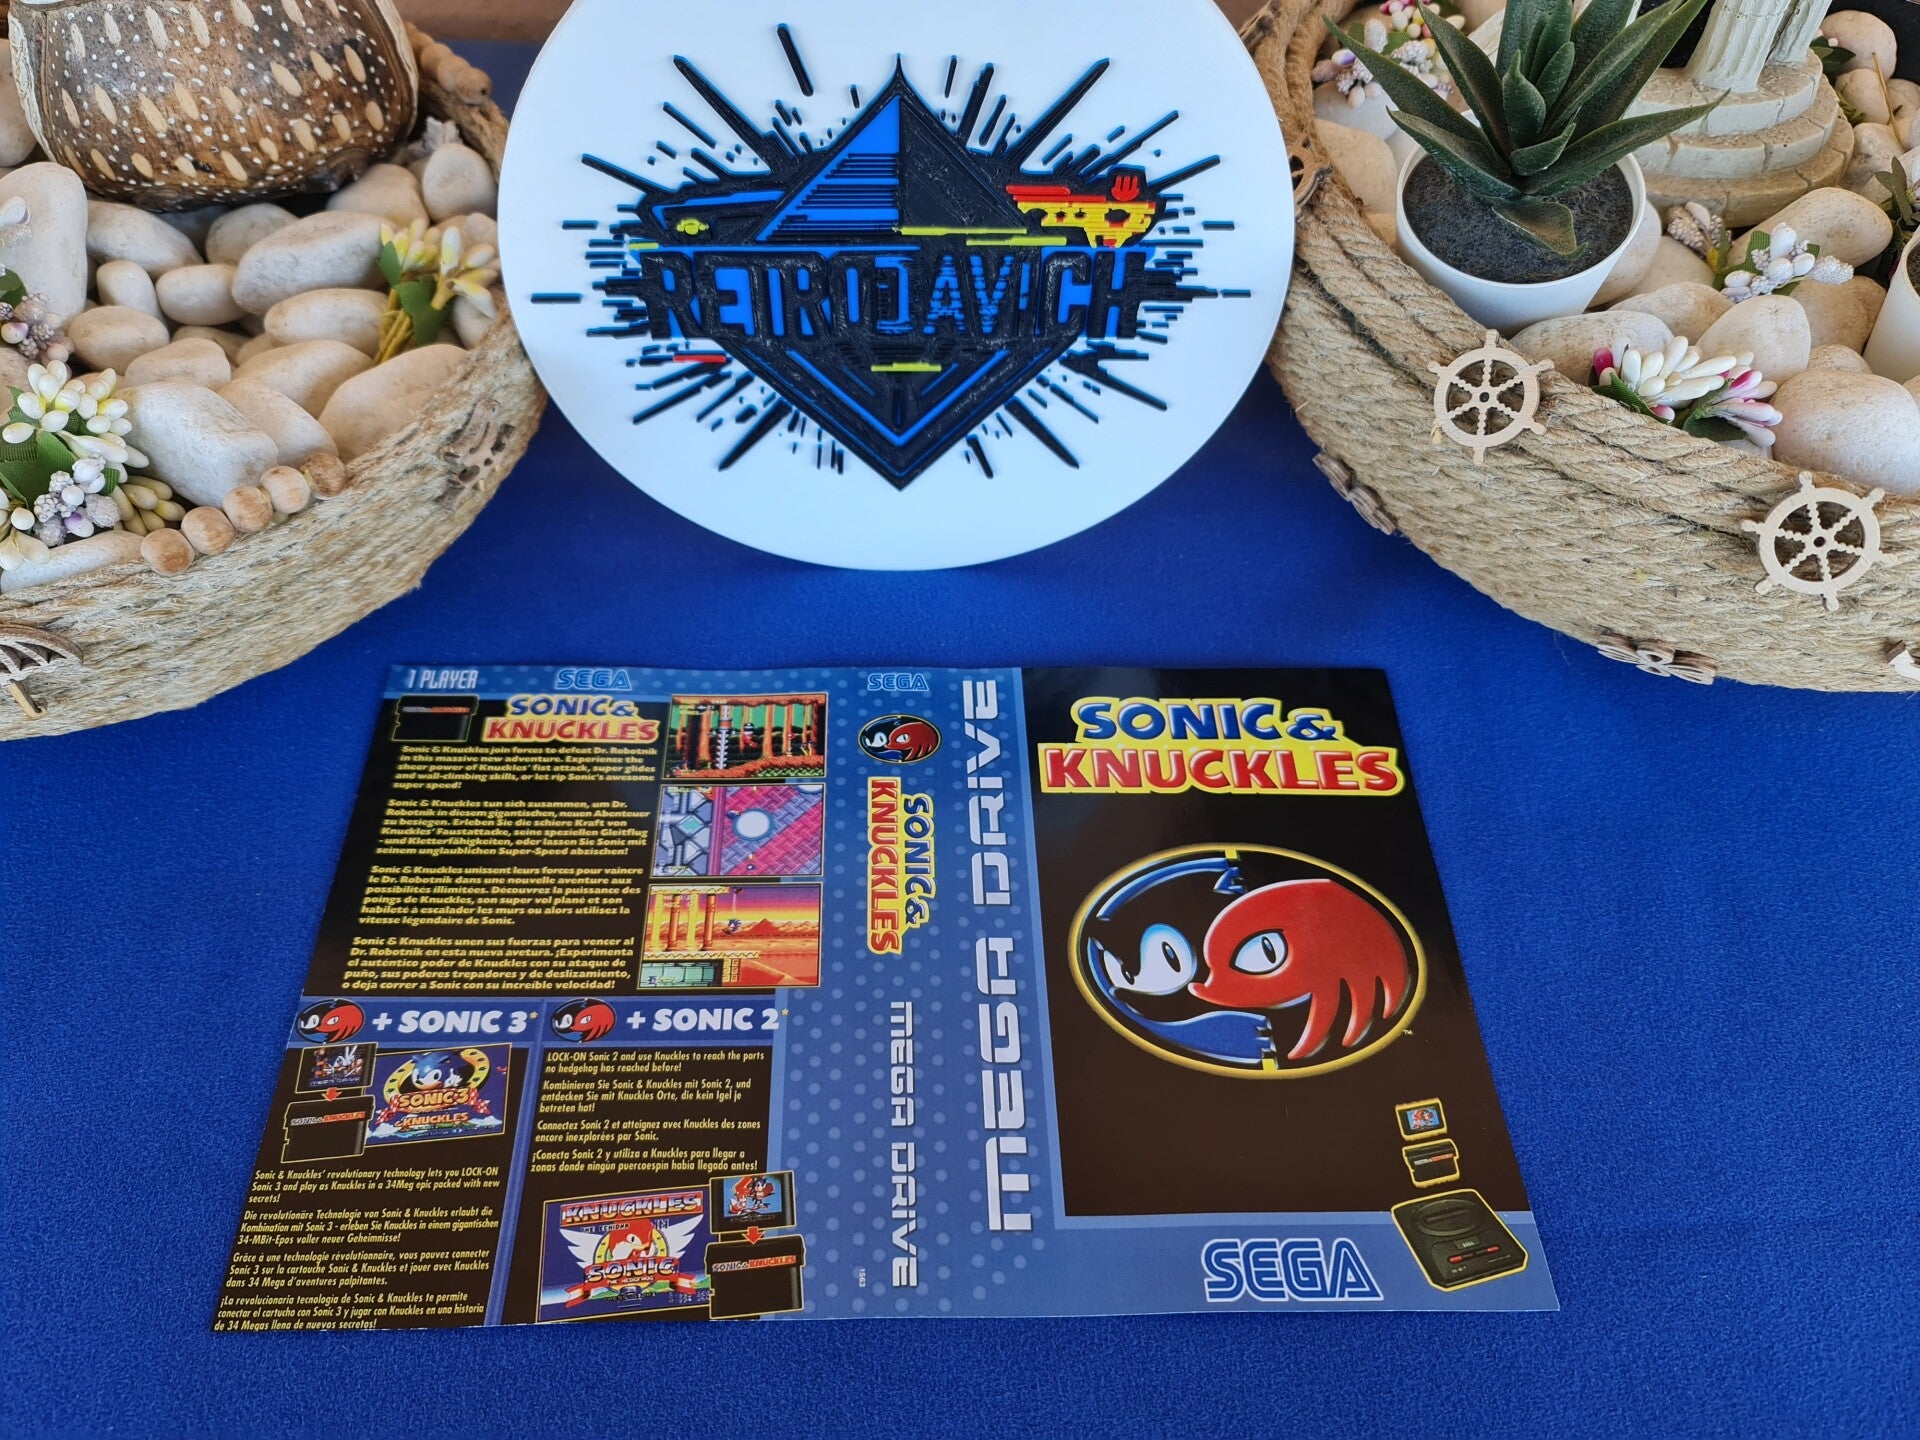 RETRODAVICH
1 PLAYER
SEGA
SONIC &
KNUCKLES
Sonic & Knuckles join forces to defeat Dr. Robotnik
in this massive new adventure. Experience the
sheer power of Knuckles' fist attack, super glides
and wall-climbing skills, or let rip Sonic's awesome
super speed!
Sonic & Knuckles tun sich zusammen, um Dr.
Robotnik in diesem gigantischen, neuen Abenteuer
zu besiegen. Erleben Sie die schiere Kraft von
Knuckles' Faustattacke, seine speziellen Gleitflug
- und Kletterfähigkeiten, oder lassen Sie Sonic mit
seinem unglaublichen Super-Speed abzischen!
Sonic & Knuckles unissent leurs forces pour vaincre
le Dr. Robotnik dans une nouvelle aventure aux
possibilités illimitées. Découvrez la puissance des
poings de Knuckles, son super vol plané et son
habileté à escalader les murs ou alors utilisez la
vitesse légendaire de Sonic.
Sonic & Knuckles unen sus fuerzas para vencer al
Dr. Robotnik en esta nueva avetura. ¡Experimenta
el auténtico poder de Knuckles con su ataque de
puño, sus poderes trepadores y de deslizamiento,
o deja correr a Sonic con su increible velocidad!
+ SONIC 3*
SONIC & KNUCKLES
SONIC 3
& KNUCKLES
Sonic & Knuckles' revolutionary technology lets you LOCK-ON
Sonic 3 and play as Knuckles in a 34Meg epic packed with new
secrets!
Die revolutionäre Technologie von Sonic & Knuckles erlaubt die
Kombination mit Sonic 3 - erleben Sie Knuckles in einem gigantischen
34-MBit-Epos voller neuer Geheimnisse!
Grâce à une technologie révolutionnaire, vous pouvez connecter
Sonic 3 sur la cartouche Sonic & Knuckles et jouer avec Knuckles
dans 34 Mega d'aventures palpitantes.
¡La revolucionaria tecnologia de Sonic & Knuckles te permite
conectar el cartucho con Sonic 3 y jugar con Knuckles en una historia
de 34 Megas llena de nuevos secretos!
+ SONIC 2*
LOCK-ON Sonic 2 and use Knuckles to reach the parts
no hedgehog has reached before!
Kombinieren Sie Sonic & Knuckles mit Sonic 2, und
entdecken Sie mit Knuckles Orte, die kein Igel je
betreten hat!
Connectez Sonic 2 et atteignez avec Knuckles des zones
encore inexplorées par Sonic.
¡Conecta Sonic 2 y utiliza a Knuckles para llegar a
zonas donde ningún puercoespin habia llegado antes!
KNUCKLES
THE ECHIDNA IN
SONIC
THE HEDGEHOG
2
SONIC & KNUCKLES
SEGA
SONIC &
KNUCKLES
MEGA DRIVE
1563
MEGA DRIVE
SONIC &
KNUCKLES
TM
SEGA